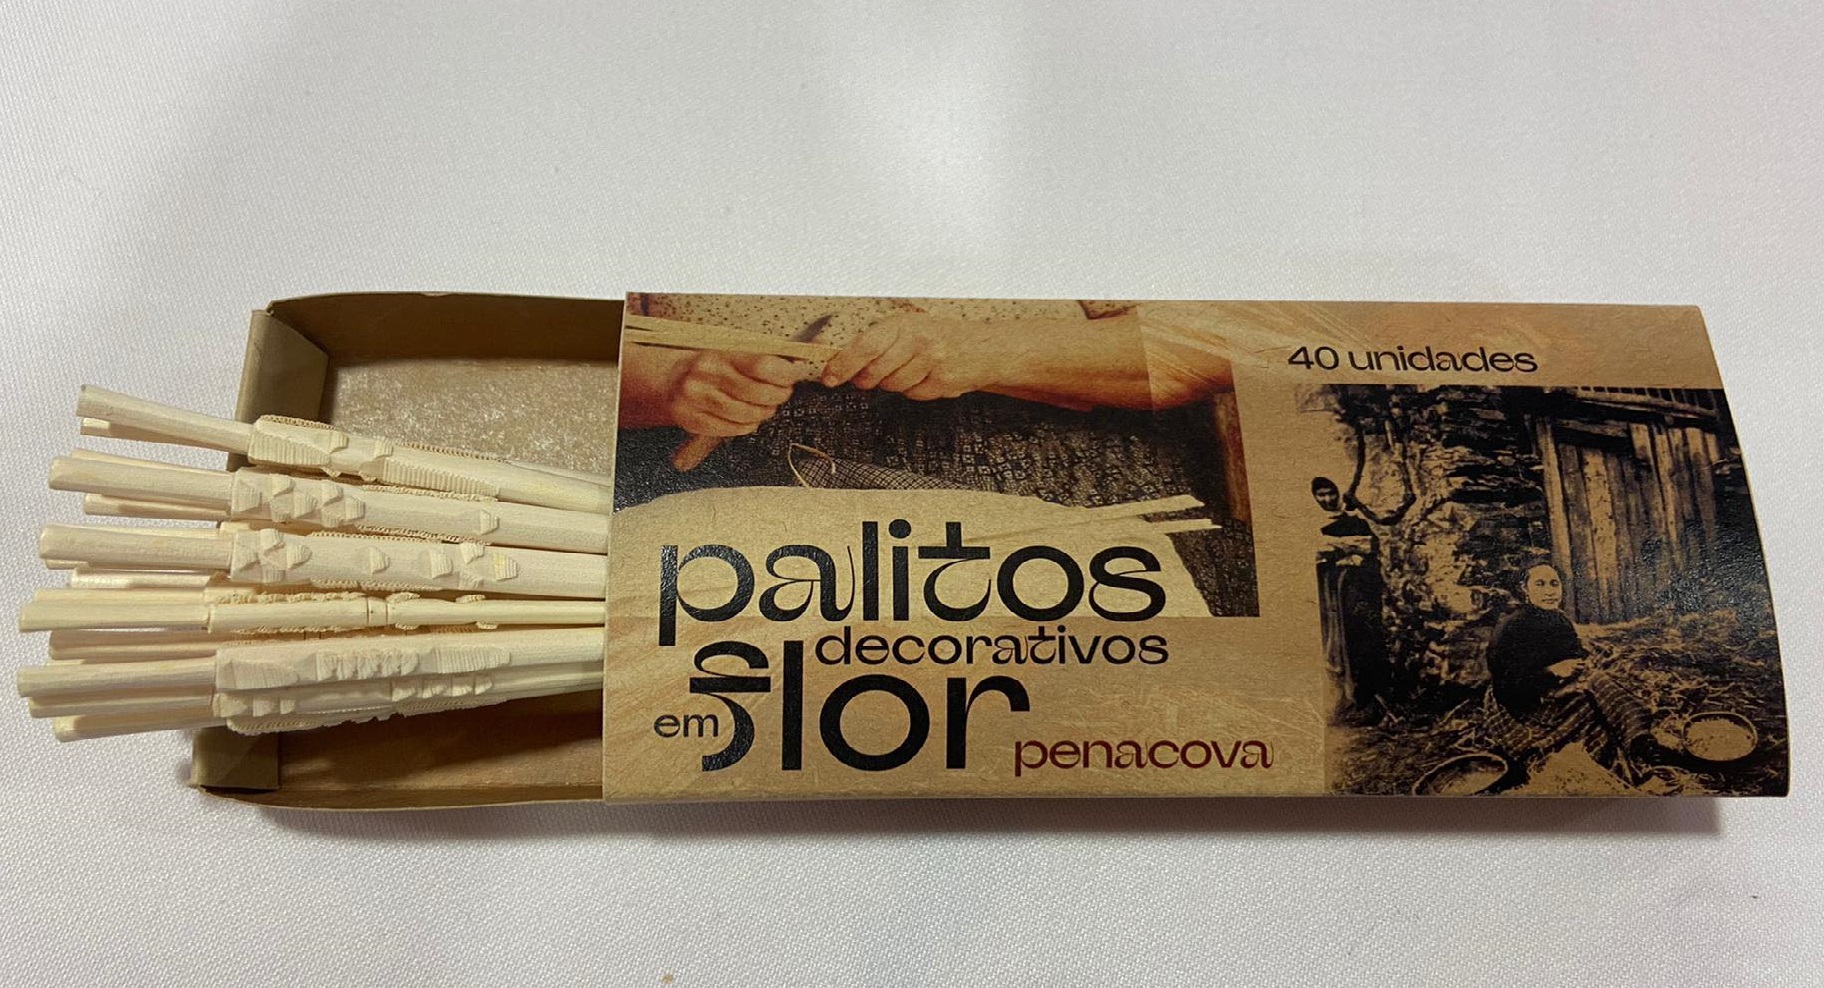 40 unidades
palitos
decorativos
em flor
penacova